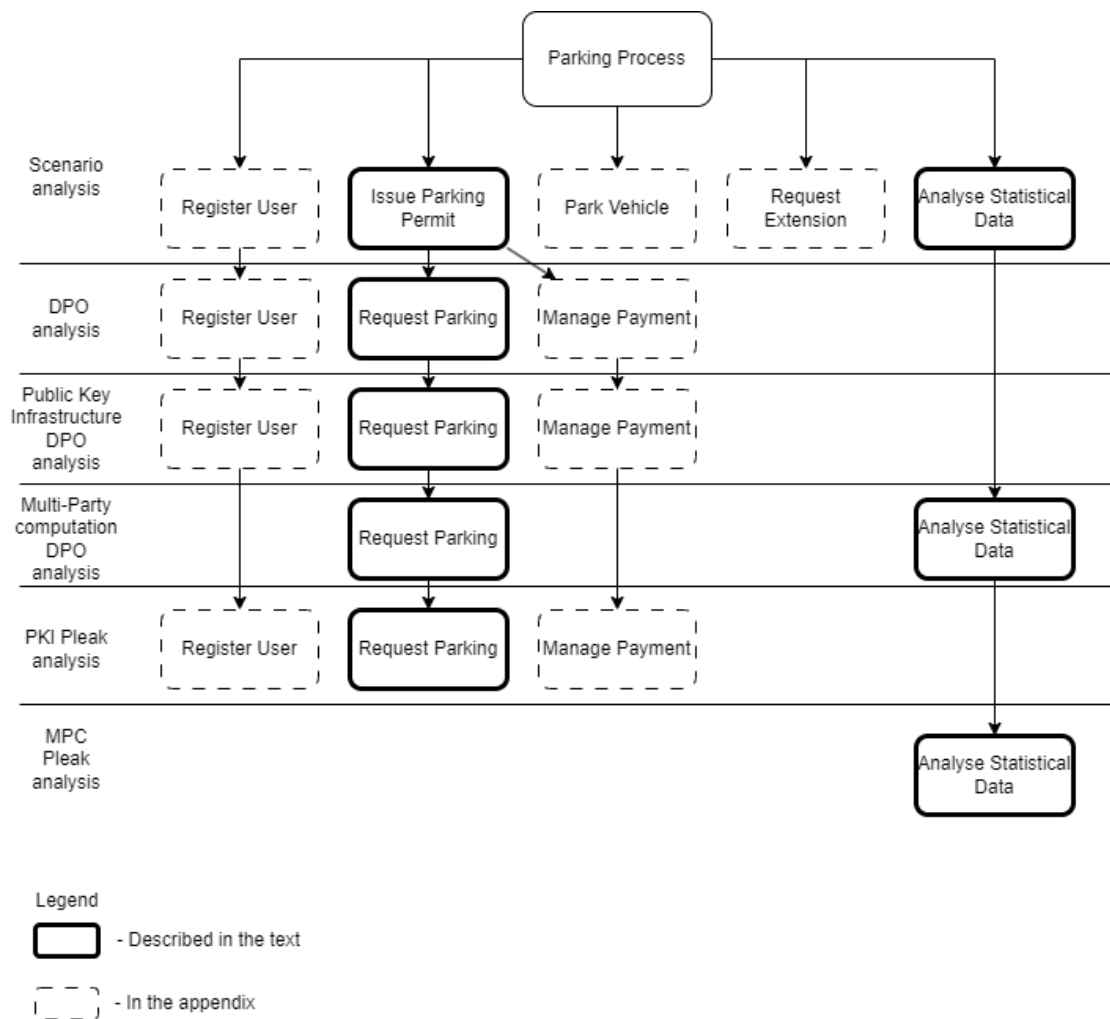 Parking Process
Scenario
analysis
Register User
Issue Parking
Permit
Park Vehicle
Request
Extension
Analyse Statistical
Data
DPO
analysis
Register User
Request Parking
Manage Payment
Public Key
Infrastructure
DPO
analysis
Register User
Request Parking
Manage Payment
Multi-Party
computation
DPO
analysis
Request Parking
Analyse Statistical
Data
PKI Pleak
analysis
Register User
Request Parking
Manage Payment
MPC
Pleak
analysis
Analyse Statistical
Data
Legend
- Described in the text
- In the appendix